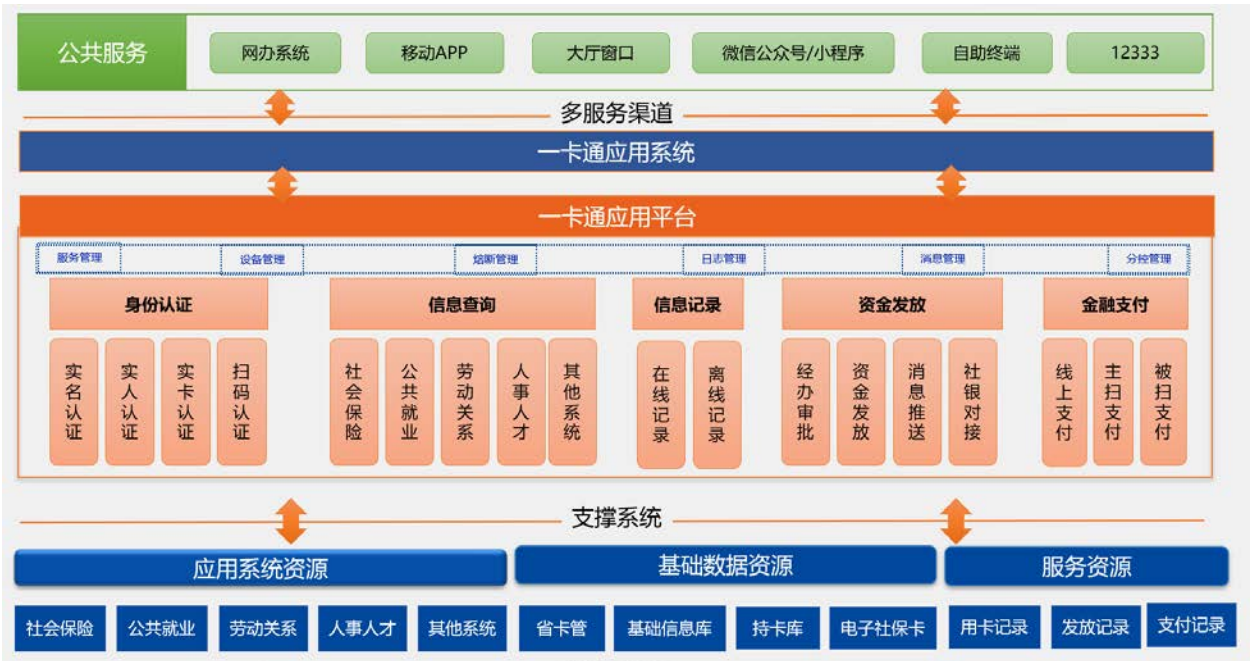 公共服务
网办系统
移动APP
大厅窗口
微信公众号/小程序
自助终端
12333
多服务渠道
一卡通应用系统
一卡通应用平台
服务管理
设备管理
熔断管理
日志管理
消息管理
分控管理
身份认证
信息查询
信息记录
资金发放
金融支付
实名认证
实人认证
实卡认证
扫码认证
社会保险
公共就业
劳动关系
人事人才
其他系统
在线记录
离线记录
经办审批
资金发放
消息推送
社银对接
线上支付
主扫支付
被扫支付
支撑系统
应用系统资源
基础数据资源
服务资源
社会保险
公共就业
劳动关系
人事人才
其他系统
省卡管
基础信息库
持卡库
电子社保卡
用卡记录
发放记录
支付记录